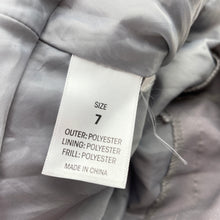 SIZE
7
OUTER: POLYESTER
LINING: POLYESTER
FRILL: POLYESTER
MADE IN CHINA